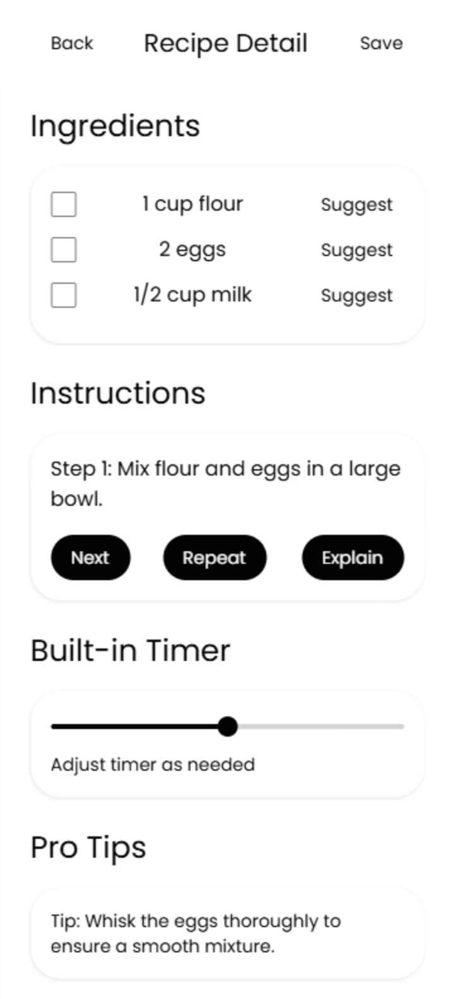 Back Recipe Detail Save
Ingredients
1 cup flour Suggest
2 eggs Suggest
1/2 cup milk Suggest
Instructions
Step 1: Mix flour and eggs in a large
bowl.
Next Repeat Explain
Built-in Timer
Adjust timer as needed
Pro Tips
Tip: Whisk the eggs thoroughly to
ensure a smooth mixture.